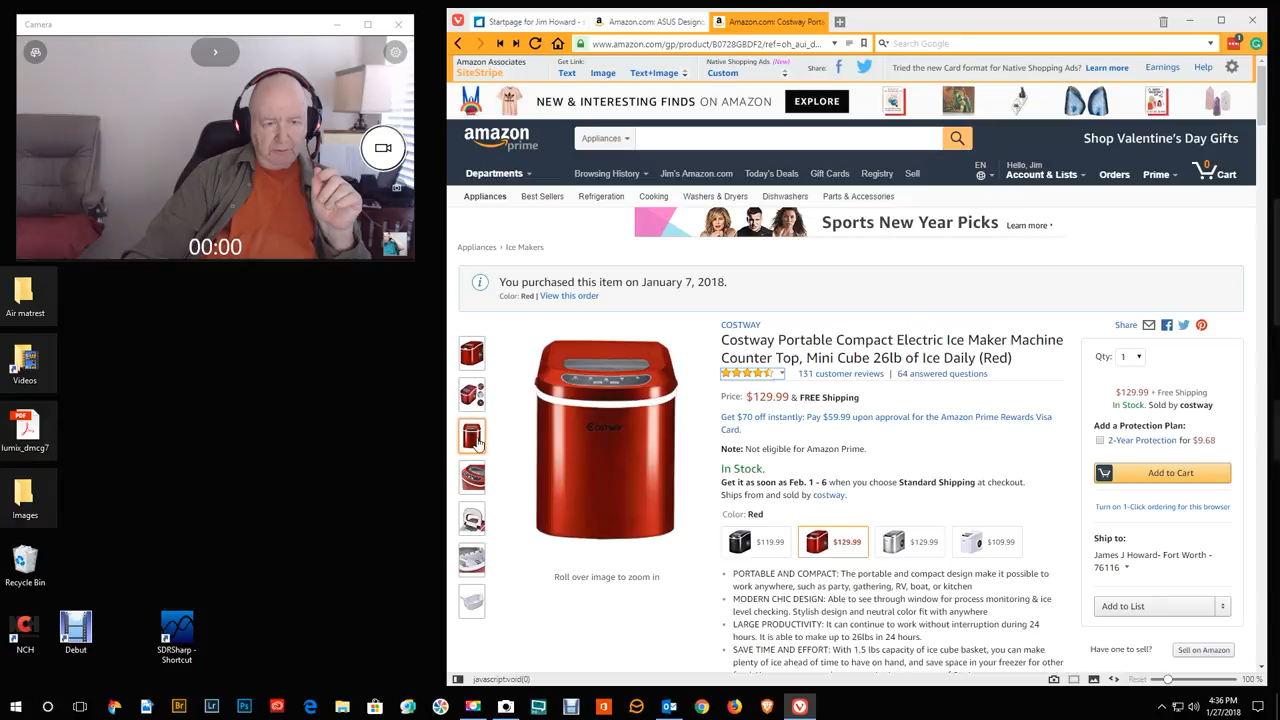 Camera
00:00
Air matrest
Videos
PDF
lumix_dmcg7
Images
Recycle Bin
NCH
Debut
SDRSharp -
Shortcut
Startpage for Jim Howard -
Amazon.com: ASUS Design
Amazon.com: Costway Porta
www.amazon.com/gp/product/B0728GBDF2/ref=oh_aui_d...
Search Google
1
Amazon Associates
SiteStripe
Get Link:
Text Image Text+Image
Native Shopping Ads (New)
Custom
Share:
Tried the new Card format for Native Shopping Ads? Learn more
Earnings Help
NEW & INTERESTING FINDS ON AMAZON EXPLORE
amazon
prime
Appliances
Shop Valentine's Day Gifts
Departments
Browsing History Jim's Amazon.com Today's Deals Gift Cards Registry Sell
EN
Hello, Jim
Account & Lists Orders Prime
0
Cart
Appliances Best Sellers Refrigeration Cooking Washers & Dryers Dishwashers Parts & Accessories
Sports New Year Picks Learn more
Appliances › Ice Makers
i
You purchased this item on January 7, 2018.
Color: Red | View this order
Costway
Roll over image to zoom in
COSTWAY
Costway Portable Compact Electric Ice Maker Machine
Counter Top, Mini Cube 26lb of Ice Daily (Red)
131 customer reviews | 64 answered questions
Price: $129.99 & FREE Shipping
Get $70 off instantly: Pay $59.99 upon approval for the Amazon Prime Rewards Visa
Card.
Note: Not eligible for Amazon Prime.
In Stock.
Get it as soon as Feb. 1 - 6 when you choose Standard Shipping at checkout.
Ships from and sold by costway.
Color: Red
$119.99 $129.99 $129.99 $109.99
• PORTABLE AND COMPACT: The portable and compact design make it possible to
work anywhere, such as party, gathering, RV, boat, or kitchen
• MODERN CHIC DESIGN: Able to see through window for process monitoring & ice
level checking. Stylish design and neutral color fit with anywhere
• LARGE PRODUCTIVITY: It can continue to work without interruption during 24
hours. It is able to make up to 26lbs in 24 hours.
• SAVE TIME AND EFFORT: With 1.5 lbs capacity of ice cube basket, you can make
plenty of ice ahead of time to have on hand, and save space in your freezer for other
Share
Qty: 1
$129.99 + Free Shipping
In Stock. Sold by costway
Add a Protection Plan:
2-Year Protection for $9.68
Add to Cart
Turn on 1-Click ordering for this browser
Ship to:
James J Howard- Fort Worth -
76116
Add to List
Have one to sell? Sell on Amazon
javascript:void(0)
Reset
100 %
Br
Lr
Ps
4:36 PM
1/27/2018